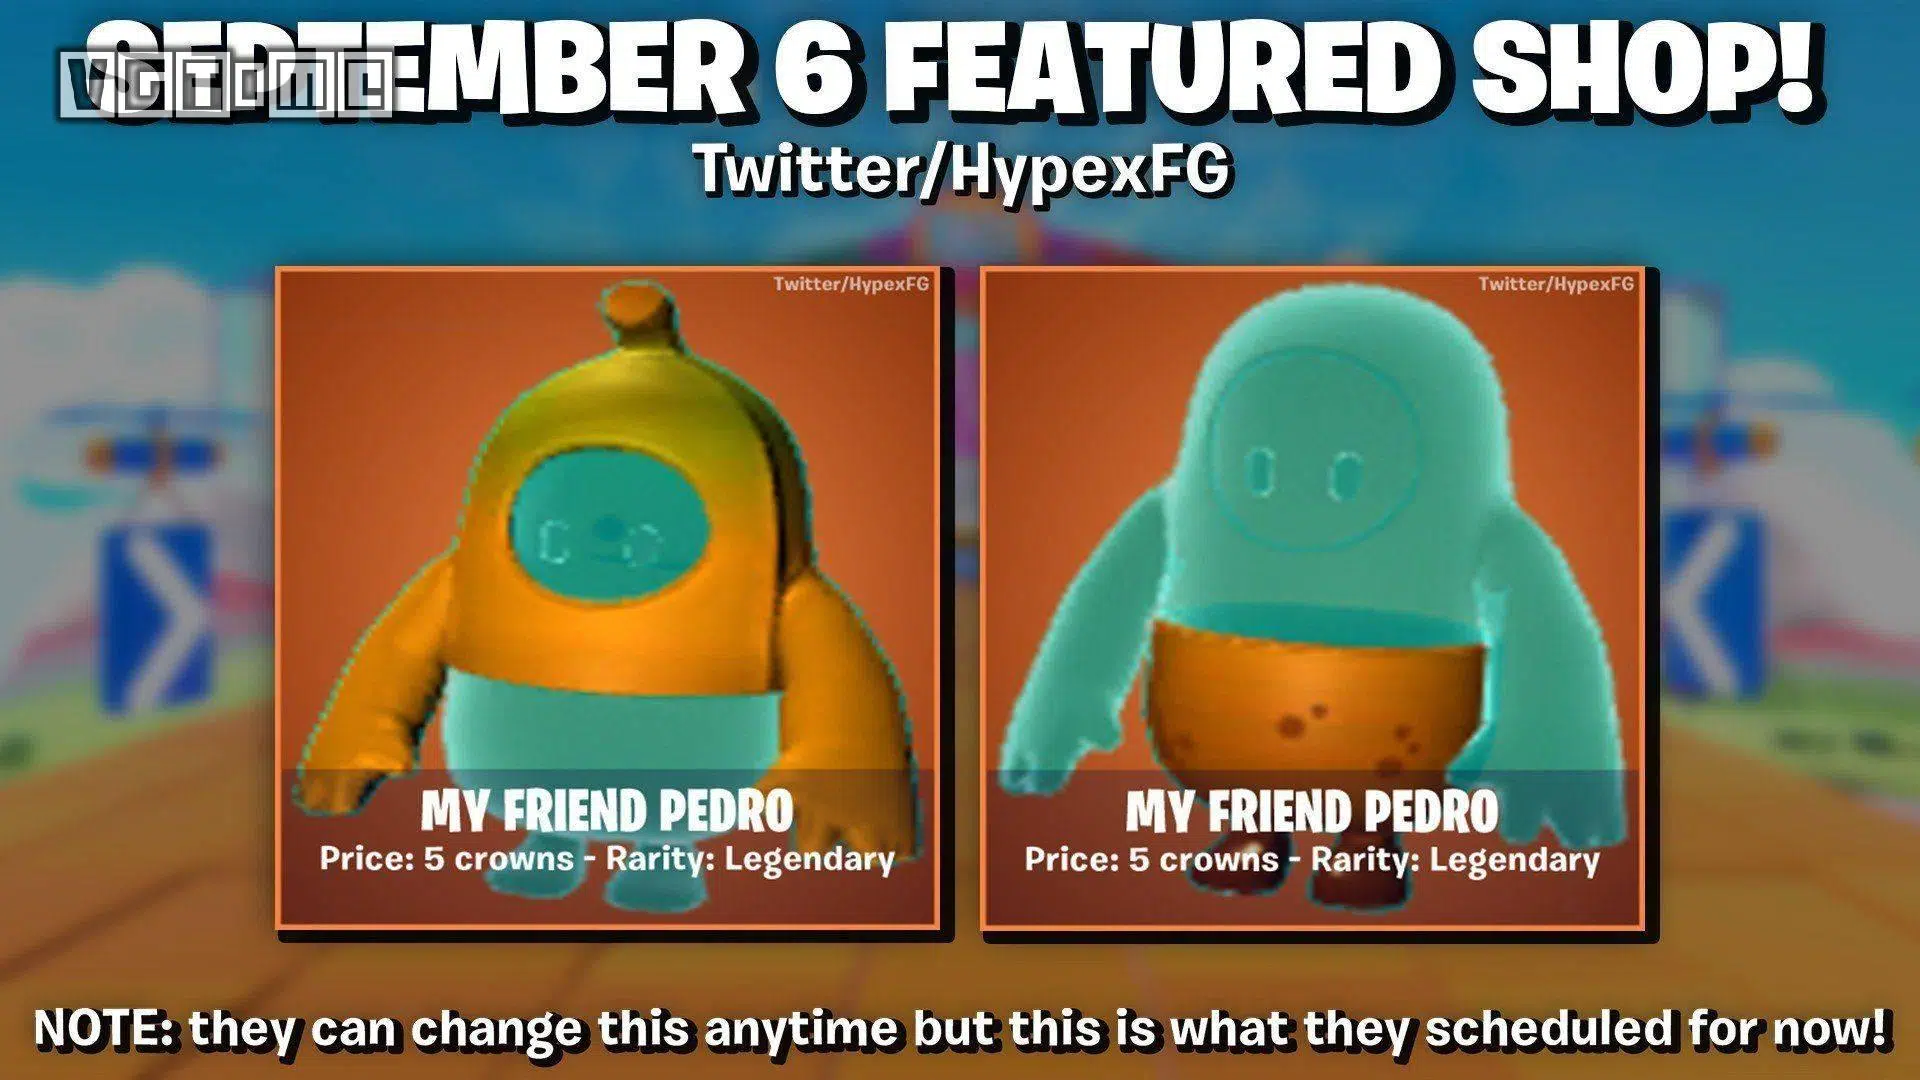 SEPTEMBER 6 FEATURED SHOP!
VGTIME
Twitter/HypexFG
Twitter/HypexFG
MY FRIEND PEDRO
Price: 5 crowns - Rarity: Legendary
Twitter/HypexFG
MY FRIEND PEDRO
Price: 5 crowns - Rarity: Legendary
NOTE: they can change this anytime but this is what they scheduled for now!